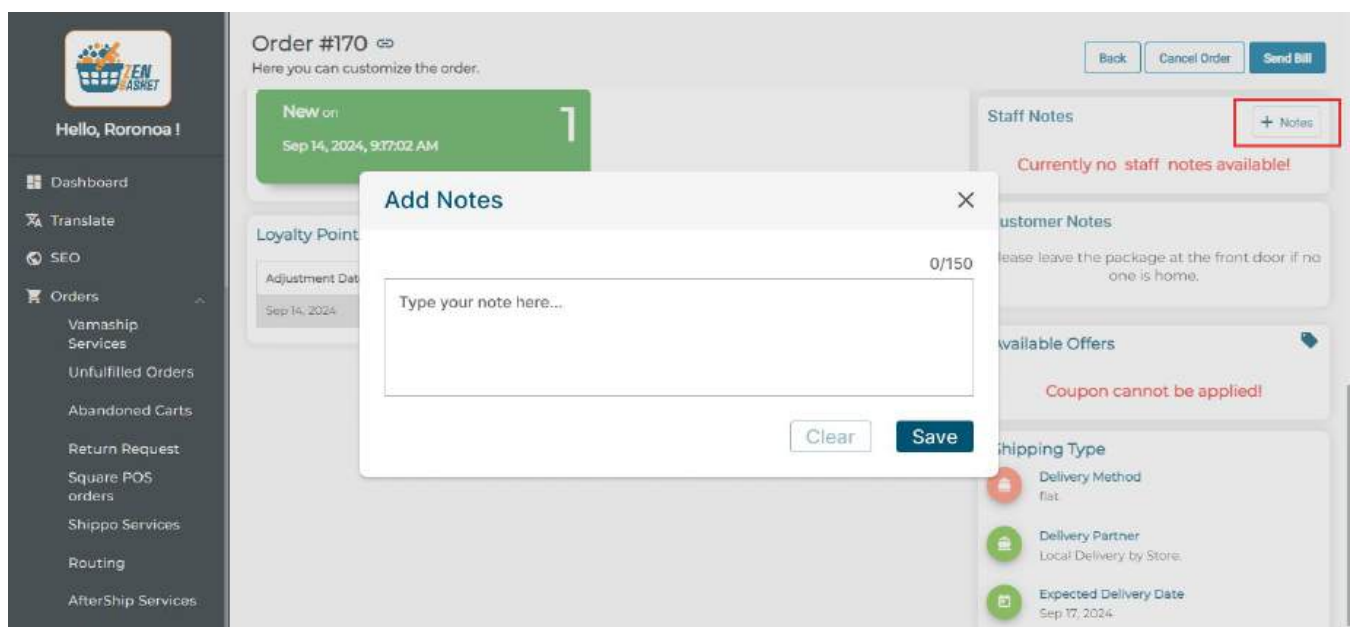 ZEN
BASKET
Hello, Roronoa !
Dashboard
Translate
SEO
Orders
Vamaship
Services
Unfulfilled Orders
Abandoned Carts
Return Request
Square POS
orders
Shippo Services
Routing
AfterShip Services
Order #170
Here you can customize the order.
Back
Cancel Order
Send Bill
New on
Sep 14, 2024, 9:17:02 AM
1
Loyalty Point
Adjustment Dat
Sep 14, 2024
Add Notes
0/150
Type your note here...
Clear
Save
Staff Notes
+ Notes
Currently no staff notes available!
ustomer Notes
lease leave the package at the front door if no
one is home.
Available Offers
Coupon cannot be applied!
Shipping Type
Delivery Method
flat
Delivery Partner
Local Delivery by Store.
Expected Delivery Date
Sep 17, 2024